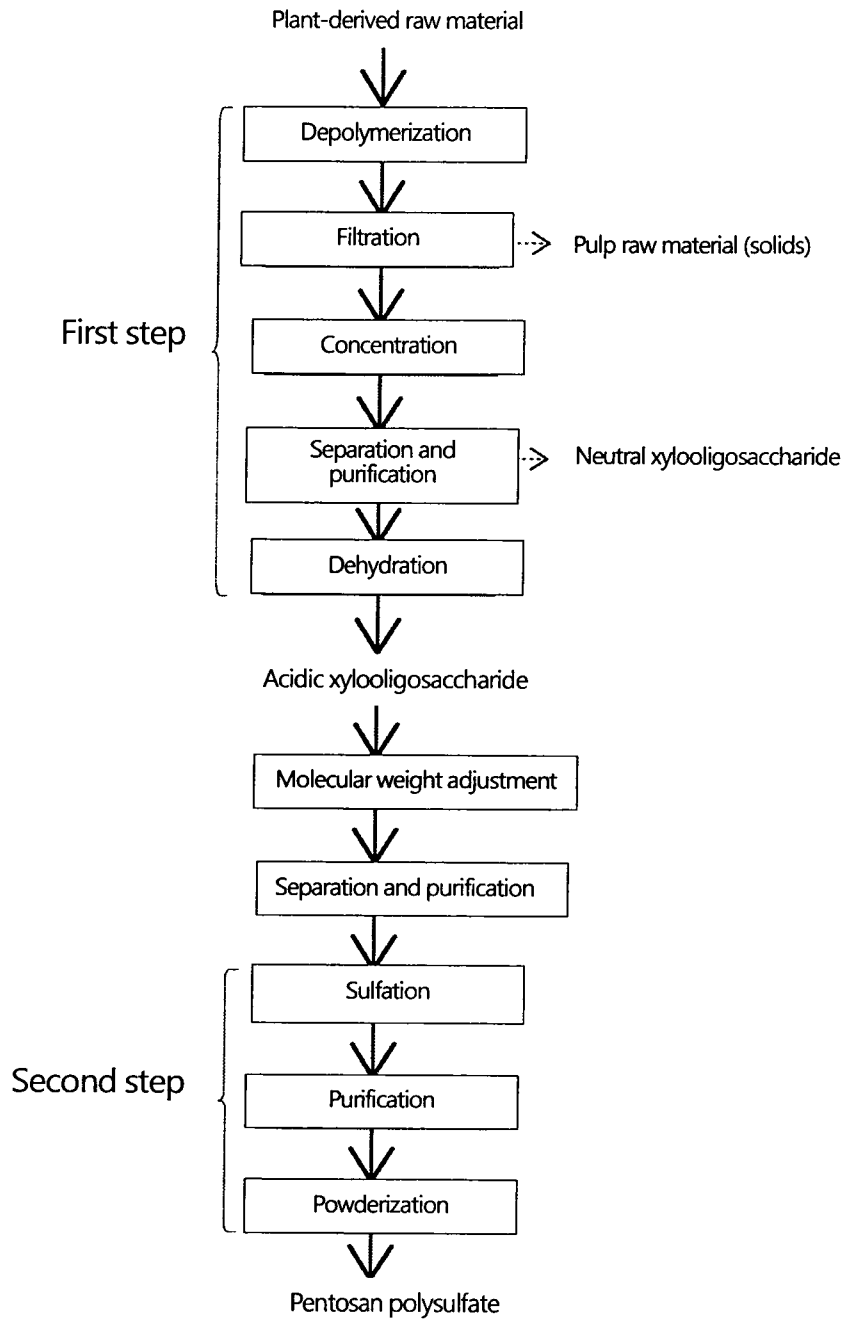 Plant-derived raw material
Depolymerization
Filtration
Pulp raw material (solids)
First step
Concentration
Separation and
purification
Neutral xylooligosaccharide
Dehydration
Acidic xylooligosaccharide
Molecular weight adjustment
Separation and purification
Sulfation
Second step
Purification
Powderization
Pentosan polysulfate